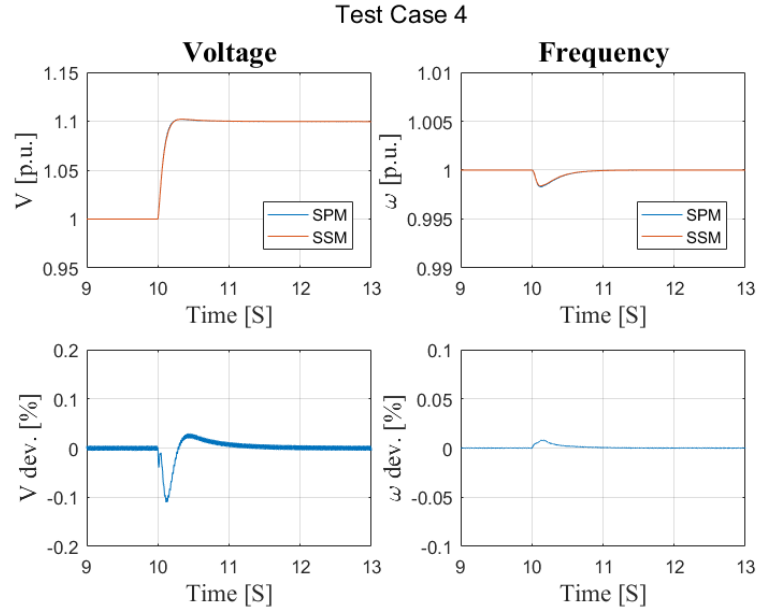 Test Case 4
Voltage
V [p.u.]
1.15
1.1
1.05
1
0.95
SPM
SSM
9 10 11 12 13
Time [S]
Frequency
ω [p.u.]
1.01
1.005
1
0.995
0.99
SPM
SSM
9 10 11 12 13
Time [S]
V dev. [%]
0.2
0.1
0
-0.1
-0.2
9 10 11 12 13
Time [S]
ω dev. [%]
0.1
0.05
0
-0.05
-0.1
9 10 11 12 13
Time [S]